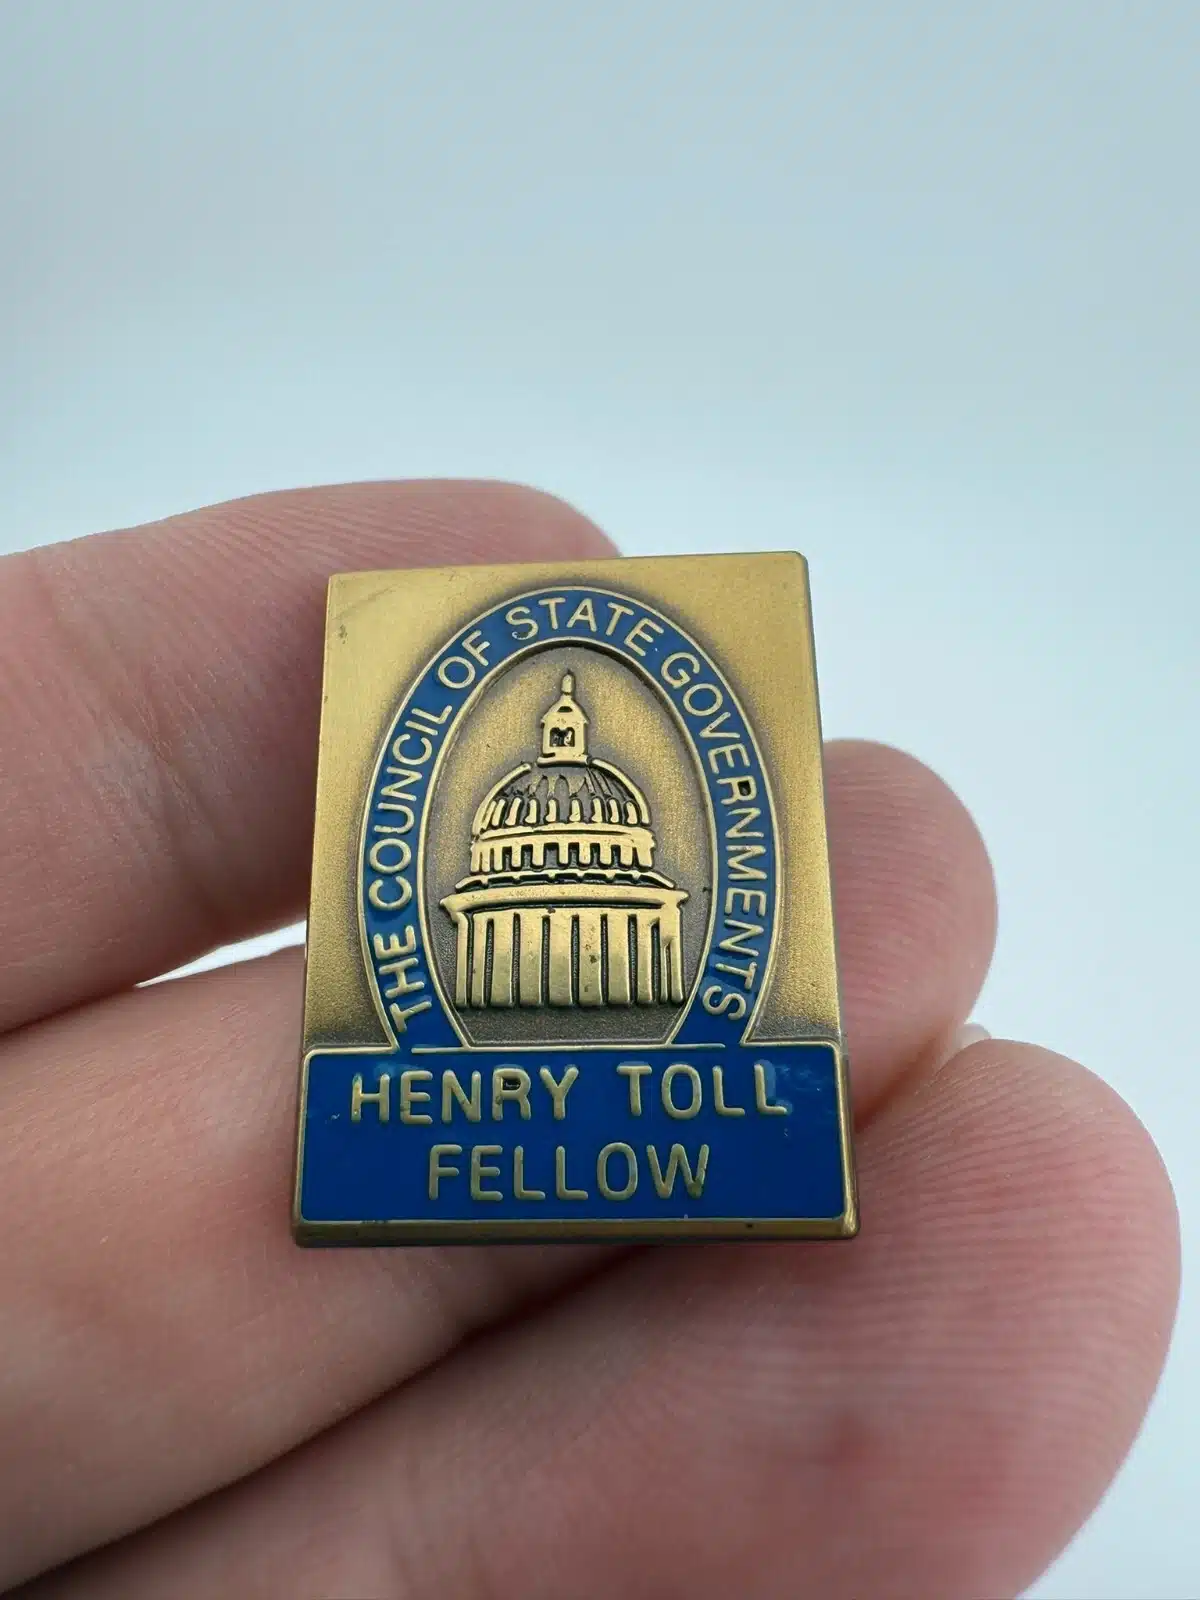 THE COUNCIL OF STATE GOVERNMENTS
HENRY TOLL
FELLOW